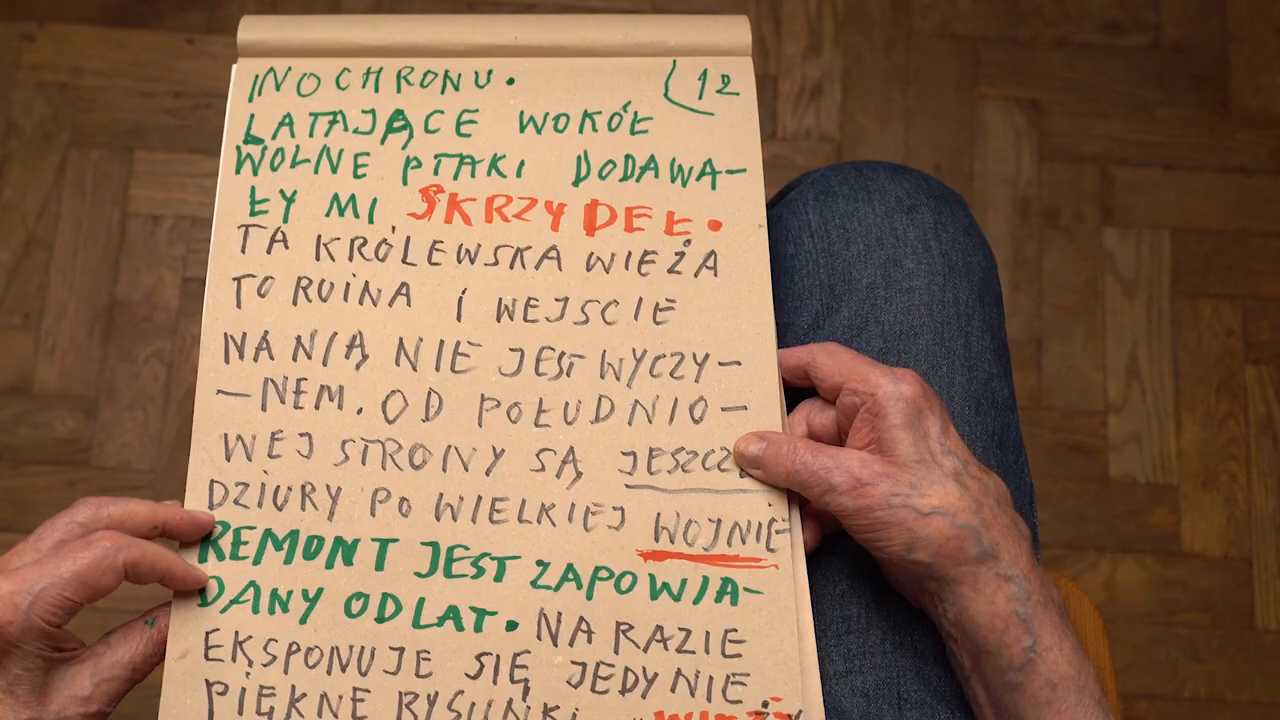 12
INOCHRONU.
LATAJĄCE WOKÓŁ
WOLNE PTAKI DODAWA-
ŁY MI SKRZYDEŁ.
TA KRÓLEWSKA WIEŻA
TO RUINA I WEJSCIE
NA NIĄ NIE JEST WYCZY-
-NEM. OD POŁUDNIO-
WEJ STRONY SĄ JESZCZE
DZIURY PO WIELKIEJ WOJNIE
REMONT JEST ZAPOWIA-
DANY OD LAT. NA RAZIE
EKSPONUJE SIĘ JEDYNIE
PIĘKNE RYSUNKI